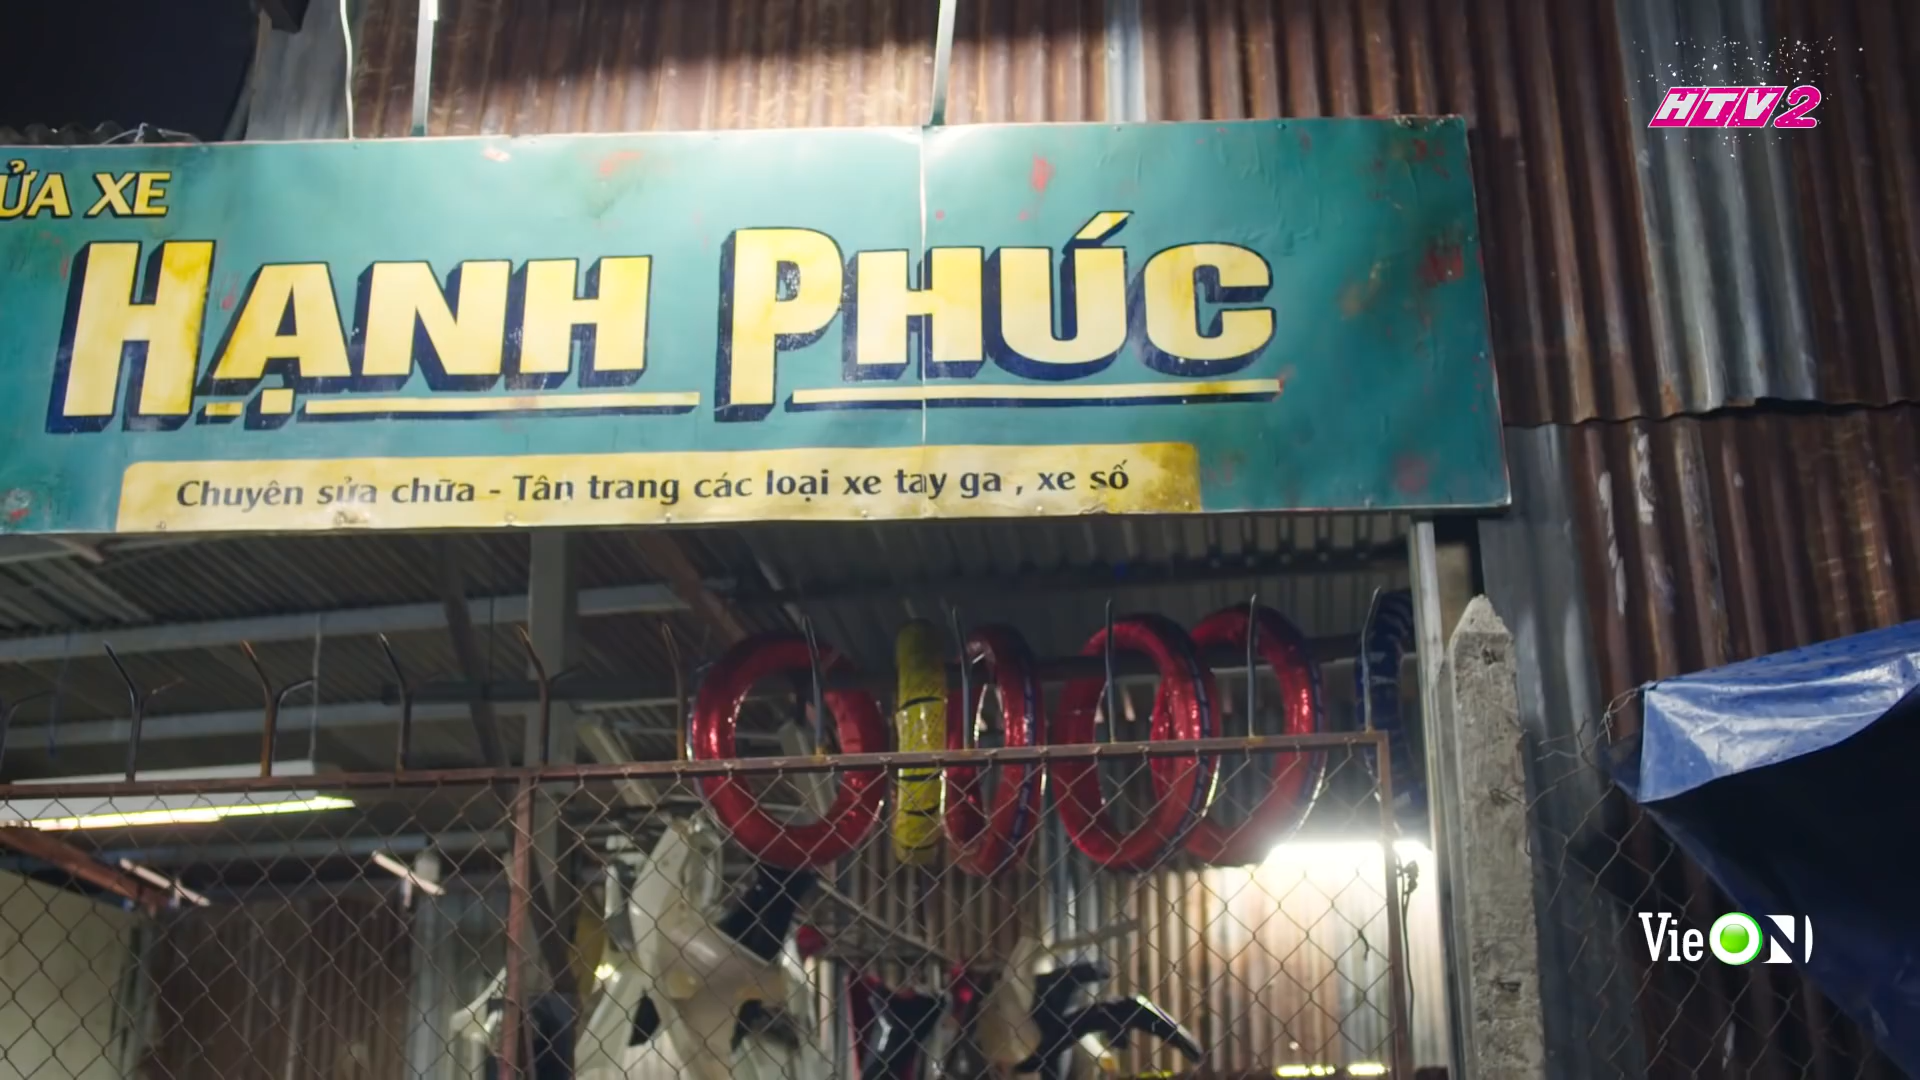 ỬA XE
HẠNH PHÚC
Chuyên sửa chữa - Tân trang các loại xe tay ga , xe số
HTV2
VieON